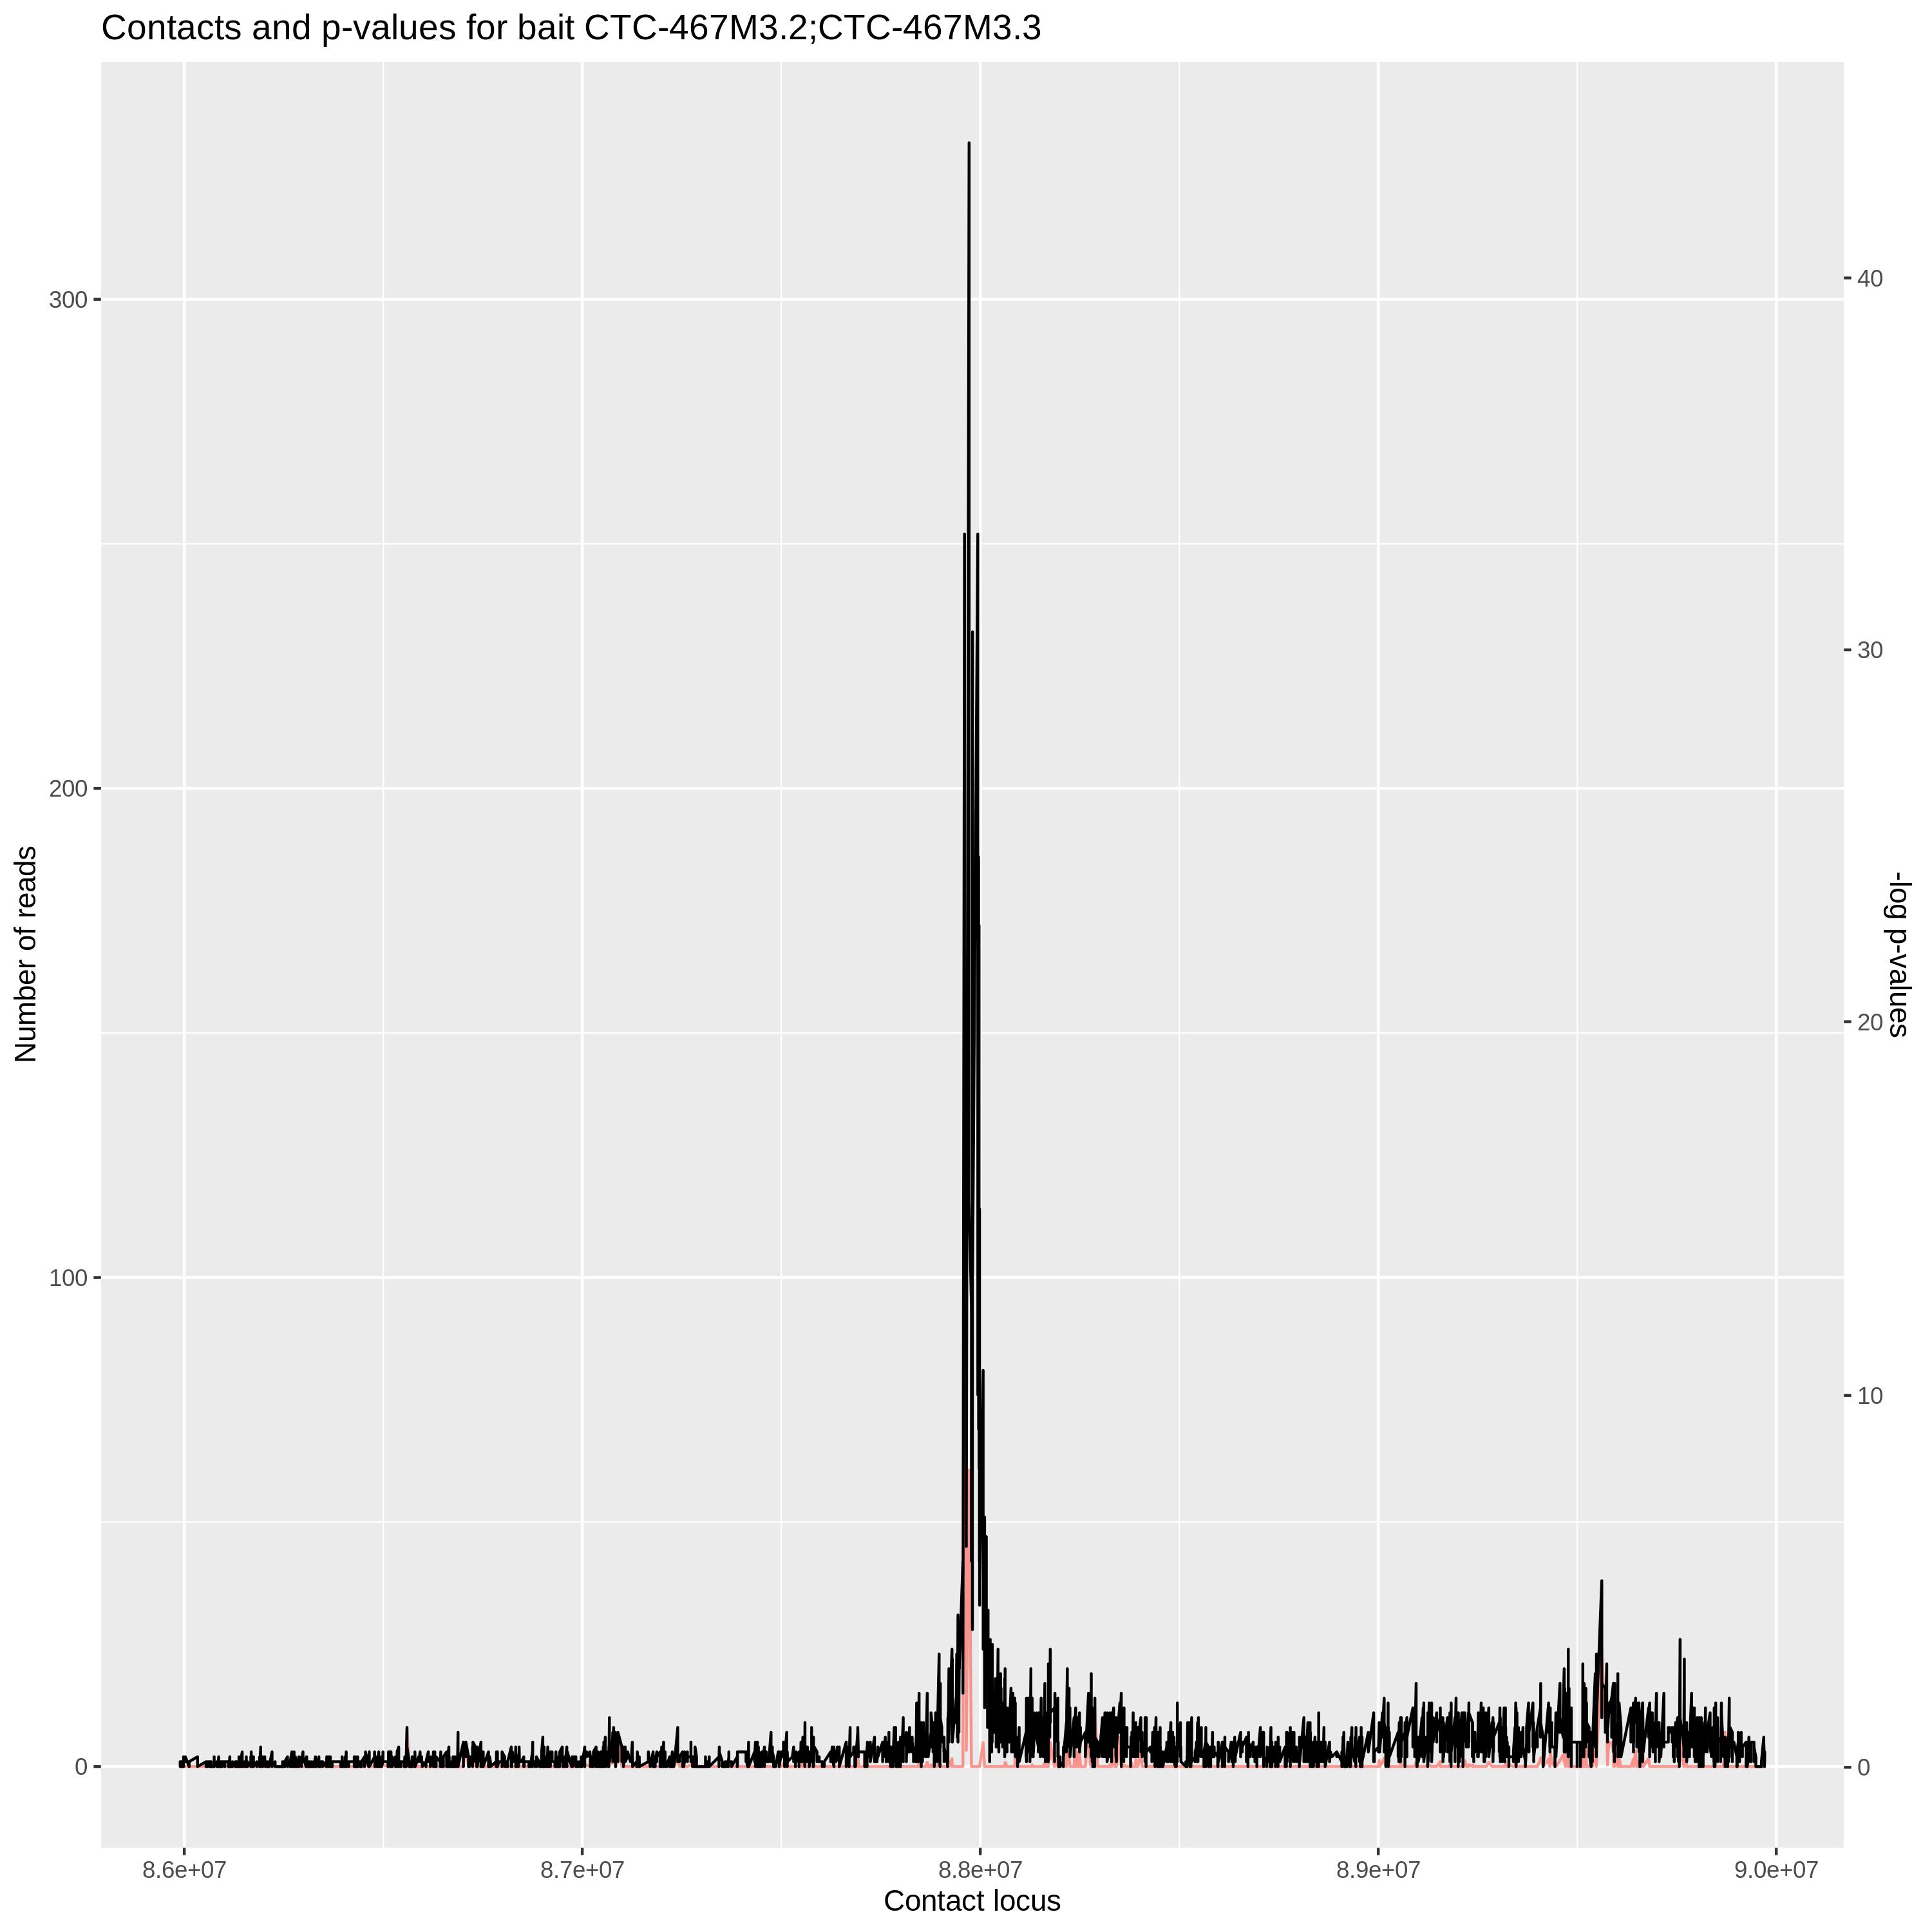 Contacts and p-values for bait CTC-467M3.2;CTC-467M3.3
Number of reads
300
200
100
0
40
30
20
10
0
-log p-values
8.6e+07
8.7e+07
8.8e+07
8.9e+07
9.0e+07
Contact locus